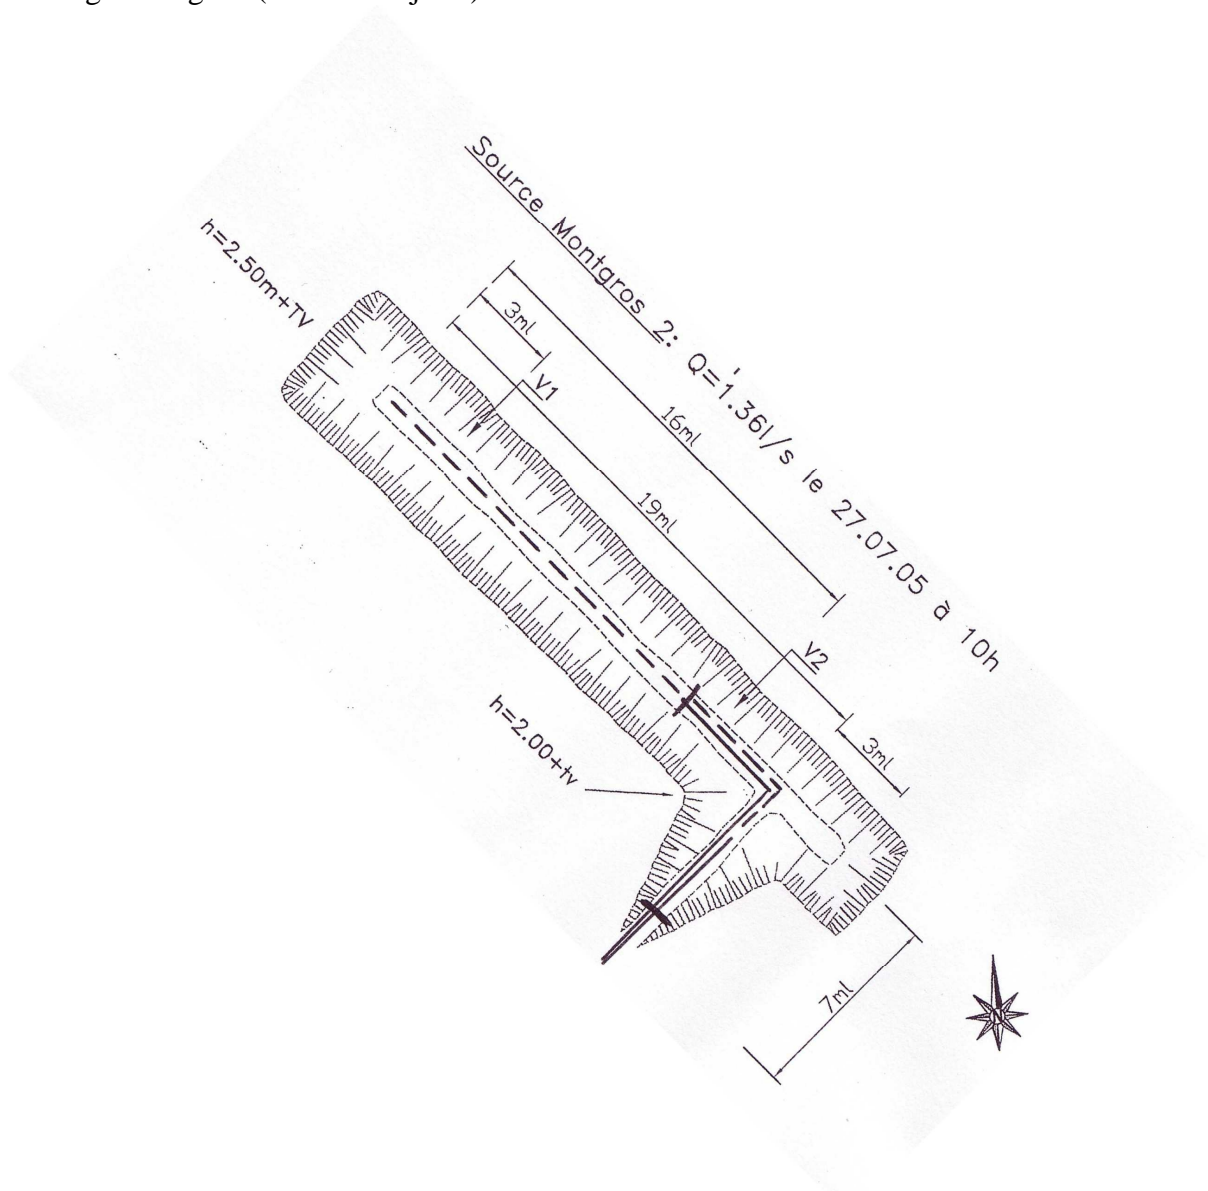 Source Montgros 2: Q=1.36l/s le 27.07.05 à 10h
h=2.50m+TV
3ml
V1
16ml
19ml
V2
h=2.00+tv
3ml
7ml
N